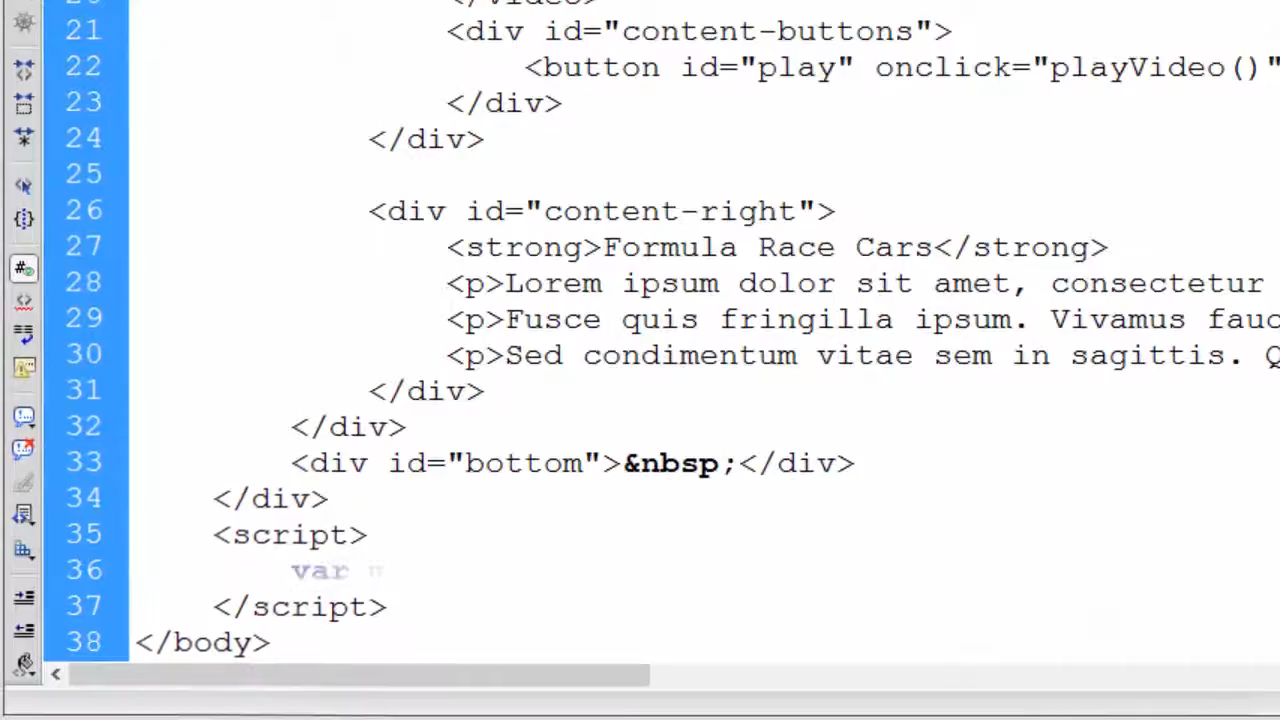 20 </video>
21 <div id="content-buttons">
22 <button id="play" onclick="playVideo()"
23 </div>
24 </div>
25
26 <div id="content-right">
27 <strong>Formula Race Cars</strong>
28 <p>Lorem ipsum dolor sit amet, consectetur
29 <p>Fusce quis fringilla ipsum. Vivamus fauc
30 <p>Sed condimentum vitae sem in sagittis. Q
31 </div>
32 </div>
33 <div id="bottom">&nbsp;</div>
34 </div>
35 <script>
36 var
37 </script>
38 </body>